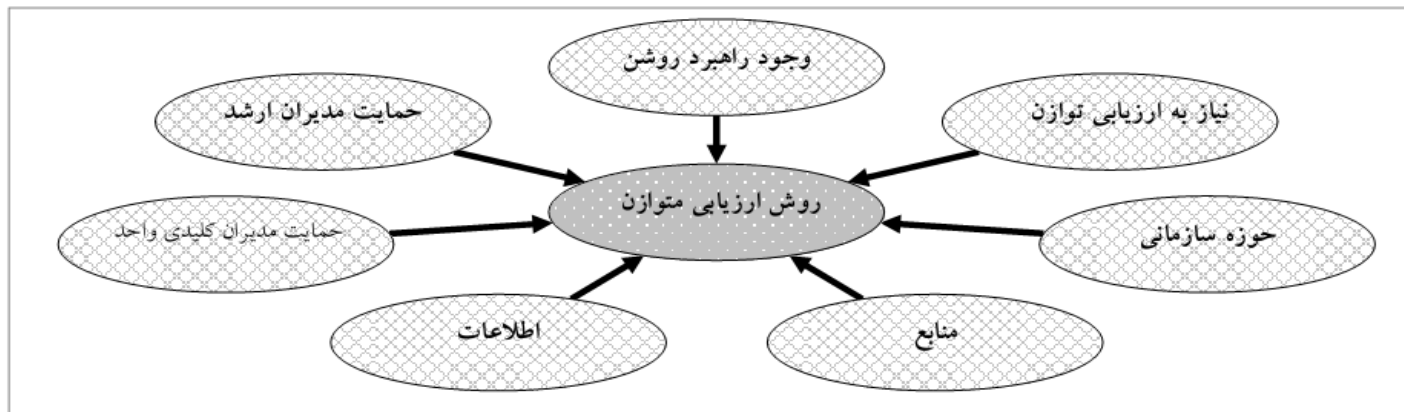 وجود راهبرد روشن
نیاز به ارزیابی توازن
حمایت مدیران ارشد
روش ارزیابی متوازن
حوزه سازمانی
حمایت مدیران کلیدی واحد
منابع
اطلاعات